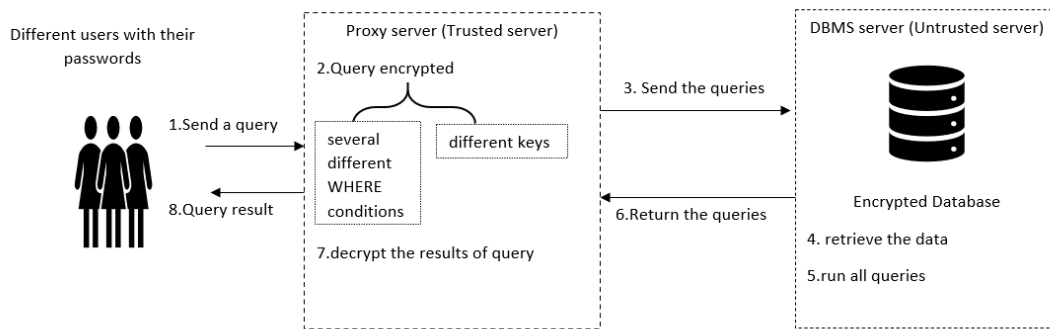 Different users with their
passwords
1.Send a query
8.Query result
Proxy server (Trusted server)
2.Query encrypted
several
different
WHERE
conditions
different keys
7.decrypt the results of query
3. Send the queries
6.Return the queries
DBMS server (Untrusted server)
Encrypted Database
4. retrieve the data
5.run all queries